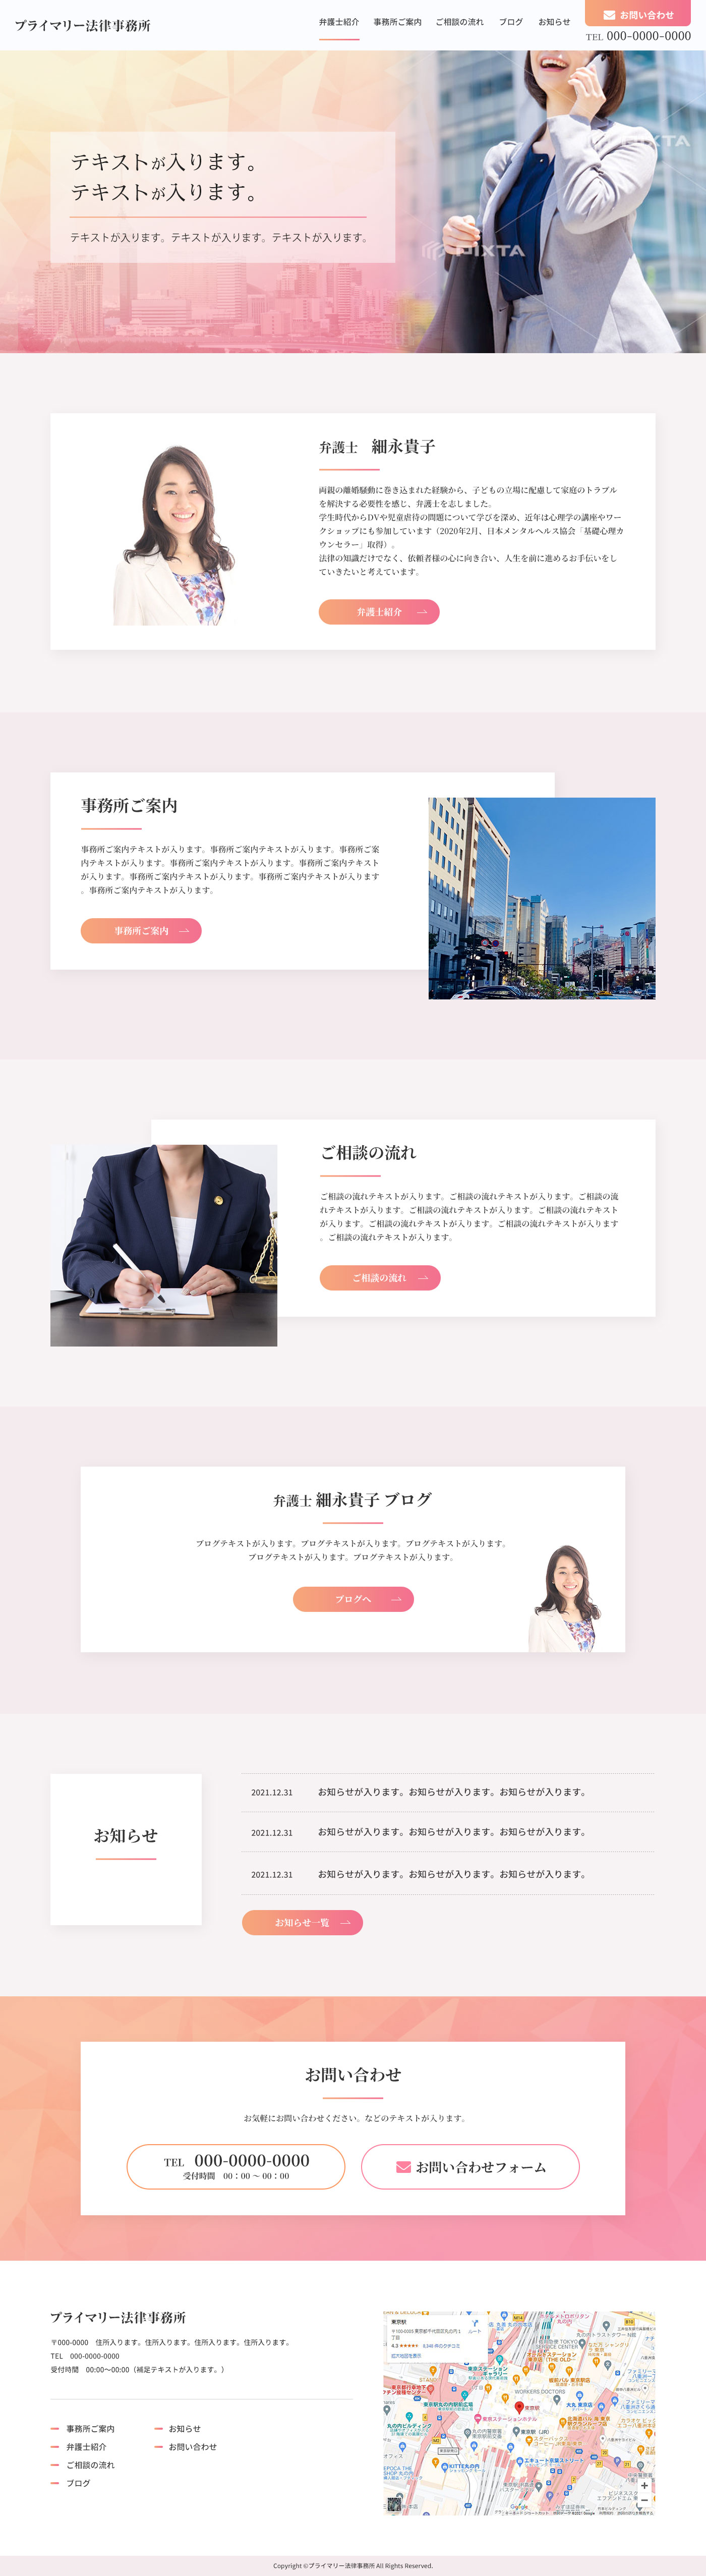 プライマリー法律事務所
弁護士紹介
事務所ご案内
ご相談の流れ
ブログ
お知らせ
お問い合わせ
TEL 000-0000-0000
テキストが入ります。
テキストが入ります。
テキストが入ります。テキストが入ります。テキストが入ります。
PIXTA
弁護士 細永貴子
両親の離婚騒動に巻き込まれた経験から、子どもの立場に配慮して家庭のトラブル
を解決する必要性を感じ、弁護士を志しました。
学生時代からDVや児童虐待の問題について学びを深め、近年は心理学の講座やワー
クショップにも参加しています（2020年2月、日本メンタルヘルス協会「基礎心理カ
ウンセラー」取得）。
法律の知識だけでなく、依頼者様の心に向き合い、人生を前に進めるお手伝いをし
ていきたいと考えています。
弁護士紹介
事務所ご案内
事務所ご案内テキストが入ります。事務所ご案内テキストが入ります。事務所ご案
内テキストが入ります。事務所ご案内テキストが入ります。事務所ご案内テキスト
が入ります。事務所ご案内テキストが入ります。事務所ご案内テキストが入ります
。事務所ご案内テキストが入ります。
事務所ご案内
ご相談の流れ
ご相談の流れテキストが入ります。ご相談の流れテキストが入ります。ご相談の流
れテキストが入ります。ご相談の流れテキストが入ります。ご相談の流れテキスト
が入ります。ご相談の流れテキストが入ります。ご相談の流れテキストが入ります
。ご相談の流れテキストが入ります。
ご相談の流れ
弁護士 細永貴子 ブログ
ブログテキストが入ります。ブログテキストが入ります。ブログテキストが入ります。
ブログテキストが入ります。ブログテキストが入ります。
ブログへ
お知らせ
2021.12.31 お知らせが入ります。お知らせが入ります。お知らせが入ります。
2021.12.31 お知らせが入ります。お知らせが入ります。お知らせが入ります。
2021.12.31 お知らせが入ります。お知らせが入ります。お知らせが入ります。
お知らせ一覧
お問い合わせ
お気軽にお問い合わせください。などのテキストが入ります。
TEL 000-0000-0000
受付時間 00：00 〜 00：00
お問い合わせフォーム
プライマリー法律事務所
〒000-0000 住所入ります。住所入ります。住所入ります。住所入ります。
TEL 000-0000-0000
受付時間 00:00〜00:00（補足テキストが入ります。）
事務所ご案内
お知らせ
弁護士紹介
お問い合わせ
ご相談の流れ
ブログ
東京駅
4.3
拡大地図を表示
ルート
WORKERS,DOCTORS
東京ステーションホテル
東京駅
東京駅 (JR)
KITTE丸の内
Google
Copyright ©プライマリー法律事務所 All Rights Reserved.